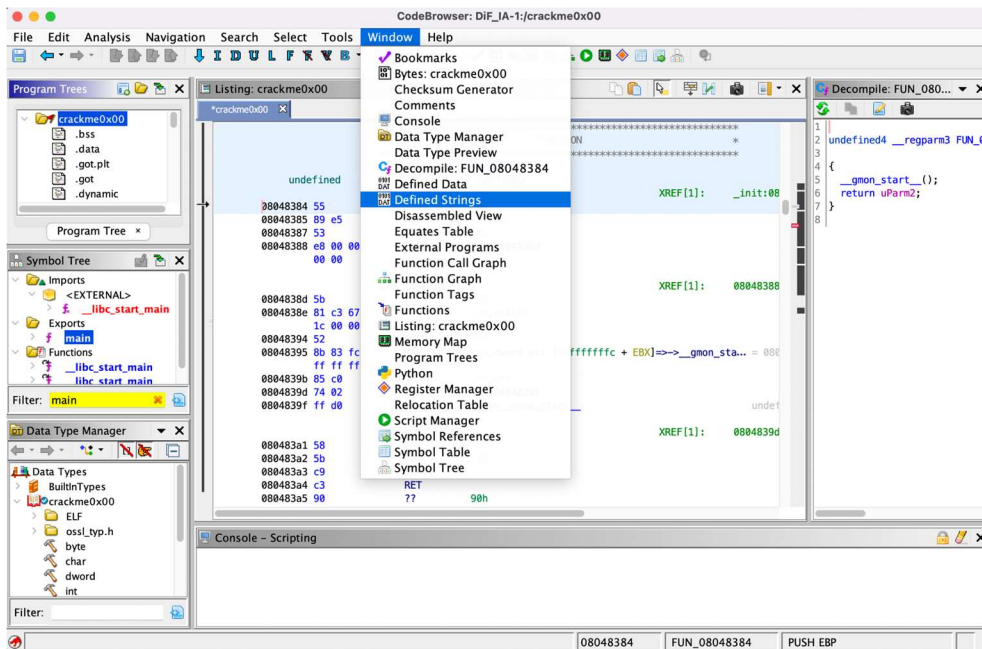 CodeBrowser: DiF_IA-1:/crackme0x00
File Edit Analysis Navigation Search Select Tools Window Help
I D U L F
B
Program Trees
crackme0x00
.bss
.data
.got.plt
.got
.dynamic
Program Tree ×
Symbol Tree
Imports
<EXTERNAL>
f __libc_start_main
Exports
f main
Functions
f __libc_start_main
f libc_start_main
Filter: main
Data Type Manager
Data Types
BuiltInTypes
crackme0x00
ELF
ossl_typ.h
byte
char
dword
int
Filter:
Listing: crackme0x00
*crackme0x00
ON *
undefined
XREF[1]: _init:08
08048384 55
08048385 89 e5
08048387 53
08048388 e8 00 00
00 00
XREF[1]: 08048388
0804838d 5b
0804838e 81 c3 67
1c 00 00
08048394 52
08048395 8b 83 fc
ffffffc + EBX]=>->__gmon_sta... = 080
ff ff ff
0804839b 85 c0
0804839d 74 02
0804839f ff d0
undef
XREF[1]: 0804839d
080483a1 58
080483a2 5b
080483a3 c9
080483a4 c3 RET
080483a5 90 ?? 90h
Bookmarks
Bytes: crackme0x00
Checksum Generator
Comments
Console
Data Type Manager
Data Type Preview
Decompile: FUN_08048384
Defined Data
Defined Strings
Disassembled View
Equates Table
External Programs
Function Call Graph
Function Graph
Function Tags
Functions
Listing: crackme0x00
Memory Map
Program Trees
Python
Register Manager
Relocation Table
Script Manager
Symbol References
Symbol Table
Symbol Tree
Decompile: FUN_080...
1
2 undefined4 __regparm3 FUN_0
3
4 {
5 __gmon_start__();
6 return uParm2;
7 }
8
Console - Scripting
08048384 FUN_08048384 PUSH EBP